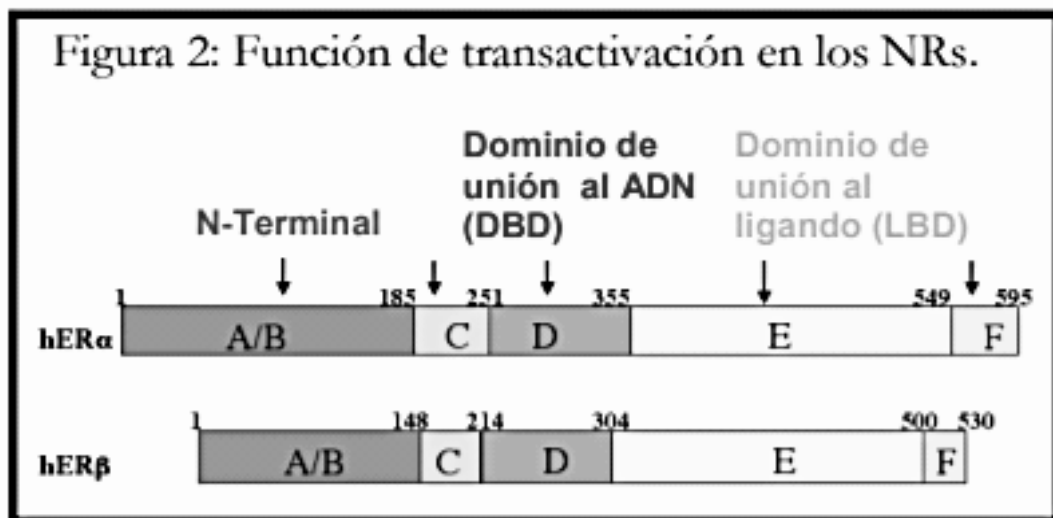 Figura 2: Función de transactivación en los NRs.
Dominio de
unión al ADN
(DBD)
Dominio de
unión al
ligando (LBD)
N-Terminal
1 185 251 355 549 595
hERα A/B C D E F
1 148 214 304 500 530
hERβ A/B C D E F